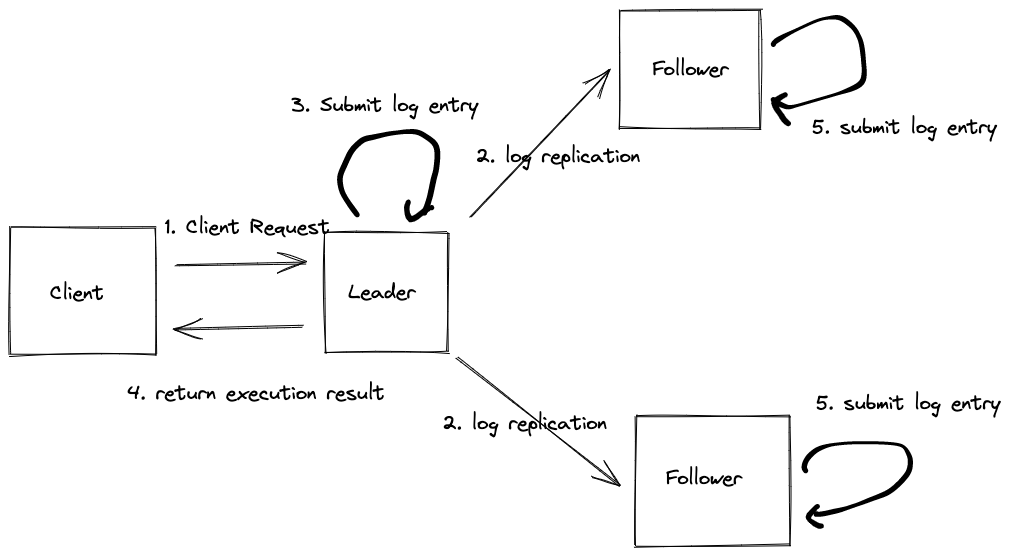 Follower
3. Submit log entry
5. submit log entry
2. log replication
1. Client Request
Client
Leader
4. return execution result
5. submit log entry
2. log replication
Follower